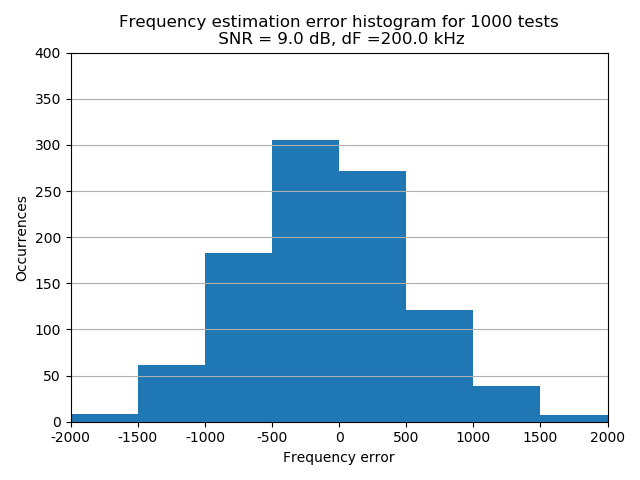 Frequency estimation error histogram for 1000 tests
SNR = 9.0 dB, dF =200.0 kHz
400
350
300
250
200
150
100
50
0
Occurrences
-2000 -1500 -1000 -500 0 500 1000 1500 2000
Frequency error